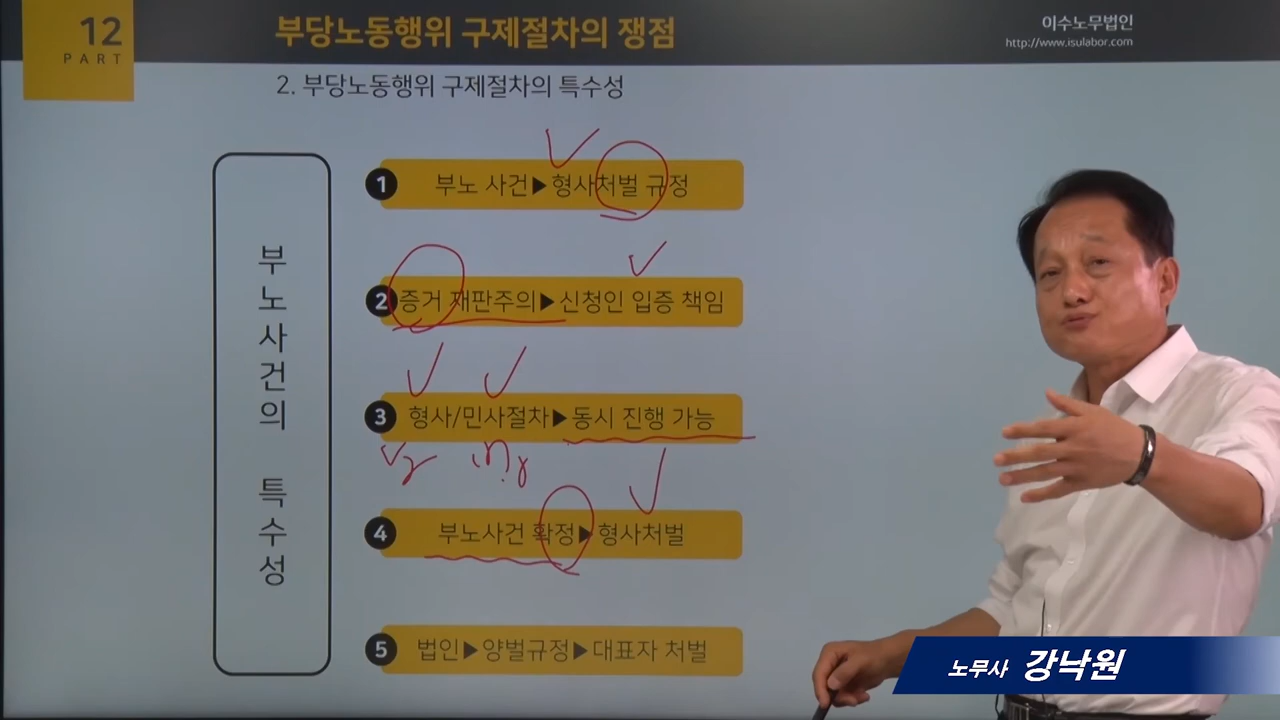 12
PART
부당노동행위 구제절차의 쟁점
이수노무법인
http://www.isulabor.com
2. 부당노동행위 구제절차의 특수성
부노사건의 특수성
1 부노 사건▶형사처벌 규정
2 증거 재판주의▶신청인 입증 책임
3 형사/민사절차▶동시 진행 가능
4 부노사건 확정▶형사처벌
5 법인▶양벌규정▶대표자 처벌
노무사 강낙원